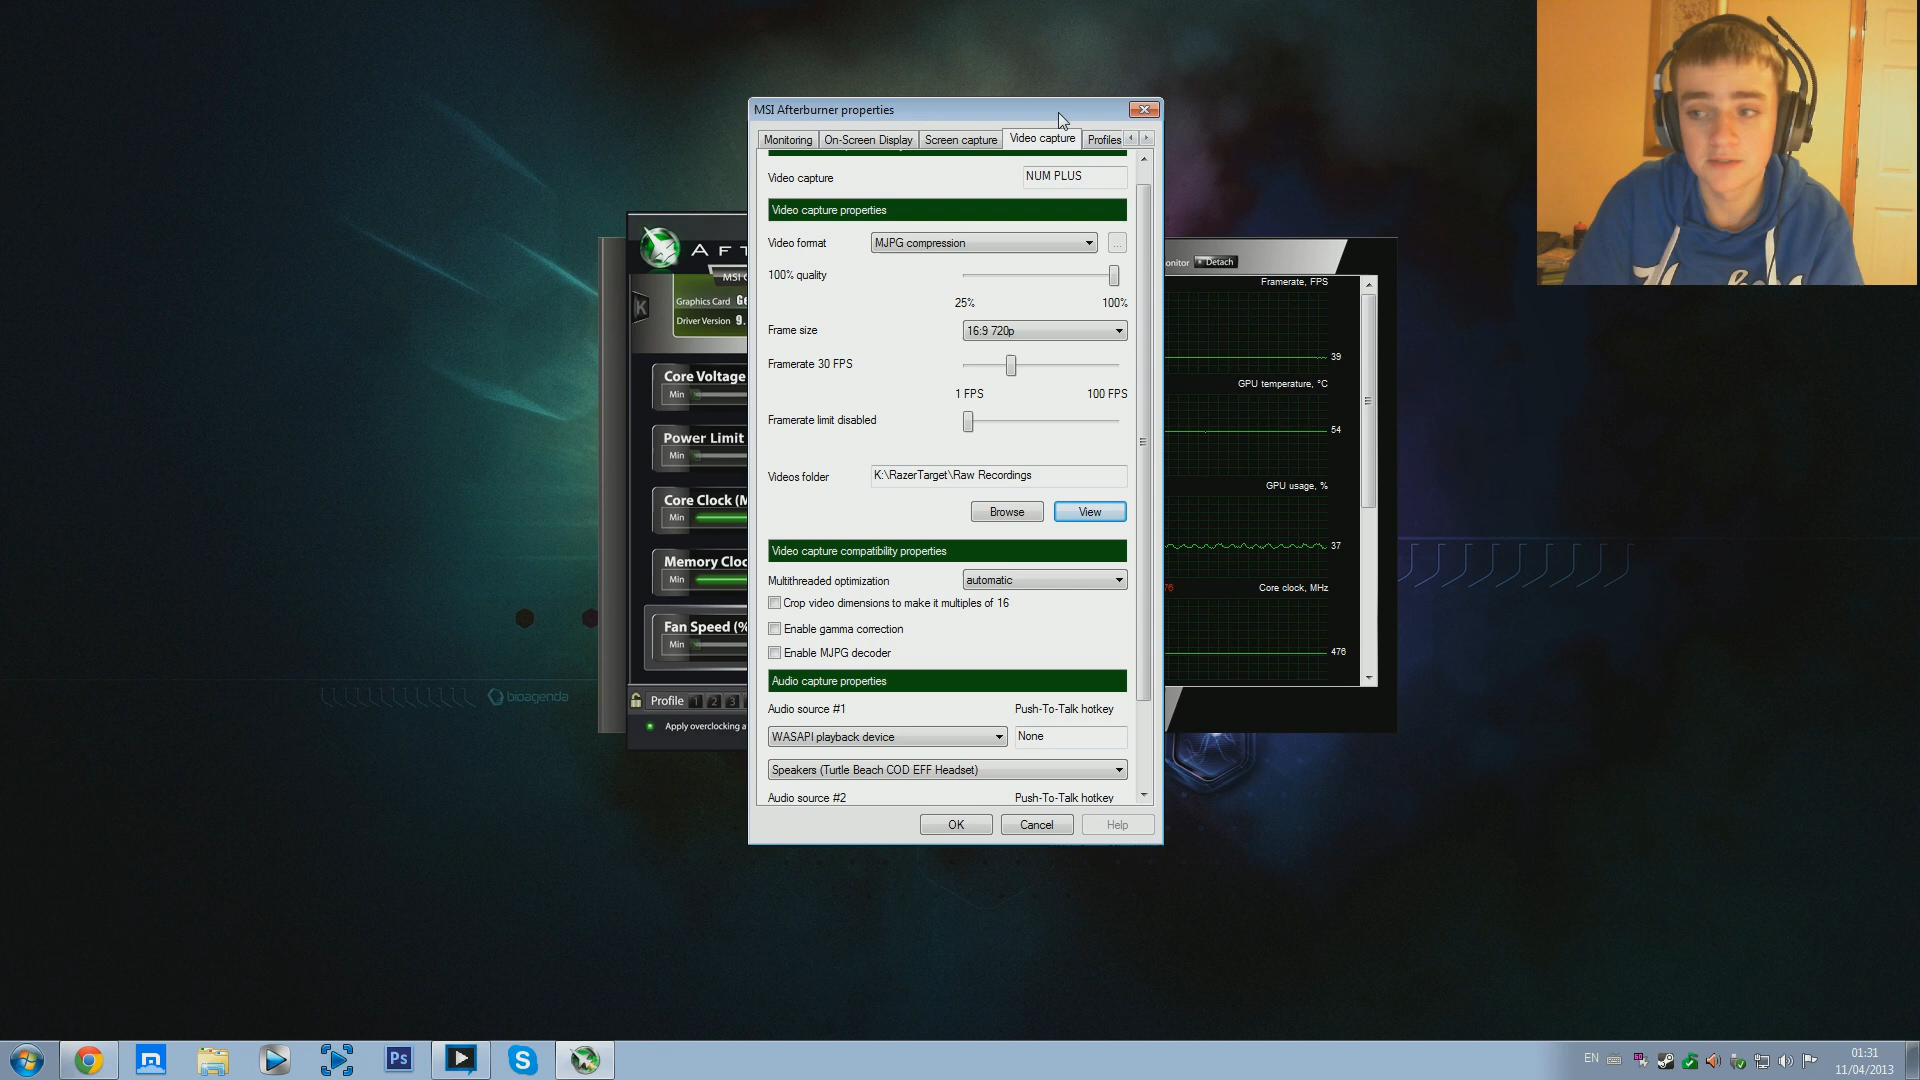 MSI Afterburner properties
Monitoring
On-Screen Display
Screen capture
Video capture
Profiles
Video capture
NUM PLUS
Video capture properties
Video format
MJPG compression
...
100% quality
25%
100%
Frame size
16:9 720p
Framerate 30 FPS
1 FPS
100 FPS
Framerate limit disabled
Videos folder
K:\RazerTarget\Raw Recordings
Browse
View
Video capture compatibility properties
Multithreaded optimization
automatic
Crop video dimensions to make it multiples of 16
Enable gamma correction
Enable MJPG decoder
Audio capture properties
Audio source #1
Push-To-Talk hotkey
WASAPI playback device
None
Speakers (Turtle Beach COD EFF Headset)
Audio source #2
Push-To-Talk hotkey
OK
Cancel
Help
AFT
MSI
K
Graphics Card
Driver Version 9.
Core Voltage
Min
Power Limit
Min
Core Clock (M
Min
Memory Cloc
Min
Fan Speed (%
Min
Profile 1 2 3
Apply overclocking a
onitor
Detach
Framerate, FPS
39
GPU temperature, °C
54
GPU usage, %
37
76
Core clock, MHz
476
bioagenda
Ps
EN
01:31
11/04/2013